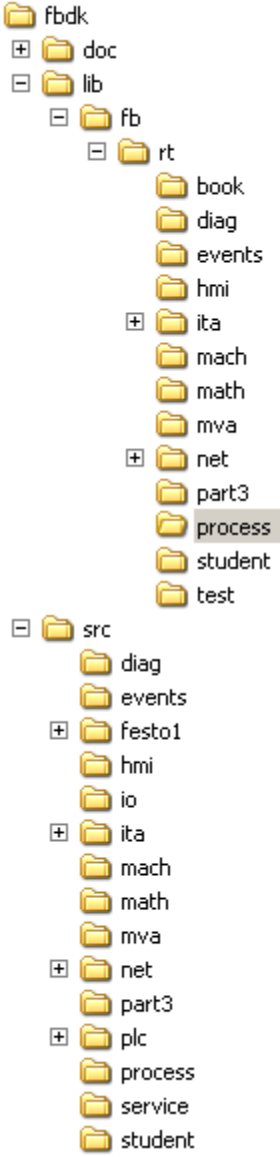 fbdk
doc
lib
fb
rt
book
diag
events
hmi
ita
mach
math
mva
net
part3
process
student
test
src
diag
events
festo1
hmi
io
ita
mach
math
mva
net
part3
plc
process
service
student